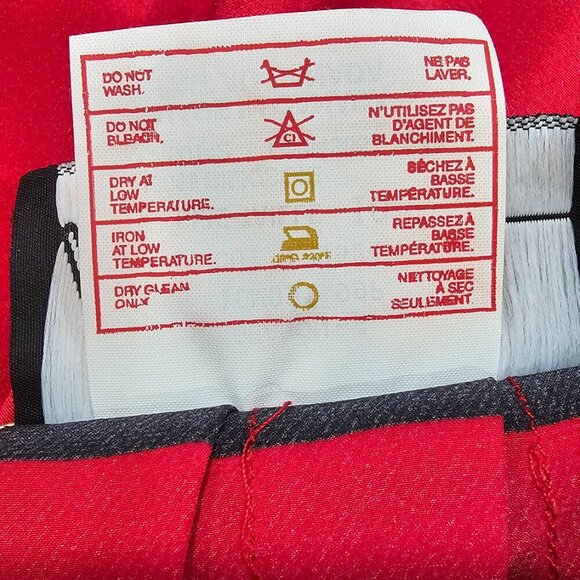 DO NOT
WASH.
NE PAS
LAVER.
DO NOT
BLEACH.
Cl
N'UTILISEZ PAS
D'AGENT DE
BLANCHIMENT.
DRY AT
LOW
TEMPERATURE.
SÉCHEZ À
BASSE
TEMPÉRATURE.
IRON
AT LOW
TEMPERATURE.
REPASSEZ À
BASSE
TEMPÉRATURE.
DRY CLEAN
ONLY
NETTOYAGE
À SEC
SEULEMENT.